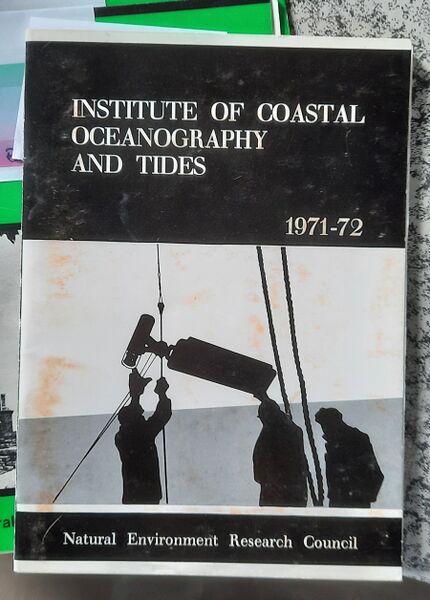 INSTITUTE OF COASTAL
OCEANOGRAPHY
AND TIDES
1971-72
Natural Environment Research Council